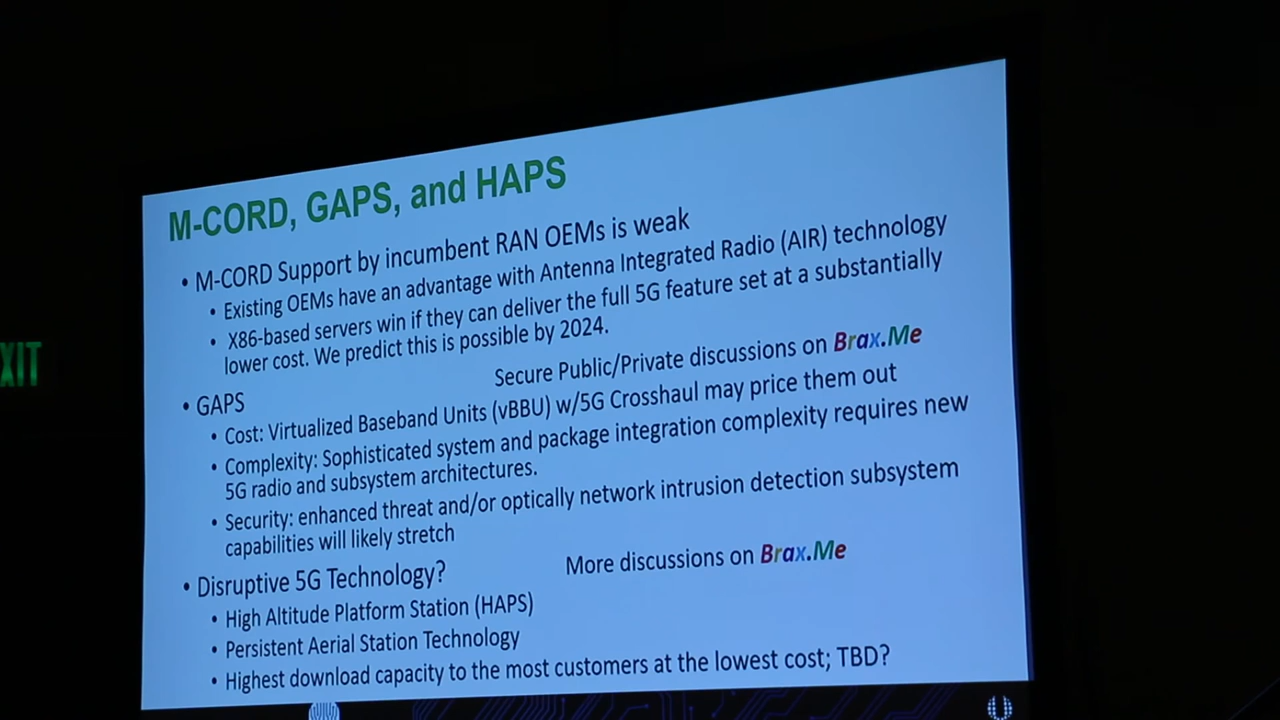 M-CORD, GAPS, and HAPS
• M-CORD Support by incumbent RAN OEMs is weak
• Existing OEMs have an advantage with Antenna Integrated Radio (AIR) technology
• X86-based servers win if they can deliver the full 5G feature set at a substantially
lower cost. We predict this is possible by 2024.
Secure Public/Private discussions on Brax.Me
• GAPS
• Cost: Virtualized Baseband Units (vBBU) w/5G Crosshaul may price them out
• Complexity: Sophisticated system and package integration complexity requires new
5G radio and subsystem architectures.
• Security: enhanced threat and/or optically network intrusion detection subsystem
capabilities will likely stretch
More discussions on Brax.Me
• Disruptive 5G Technology?
• High Altitude Platform Station (HAPS)
• Persistent Aerial Station Technology
• Highest download capacity to the most customers at the lowest cost; TBD?
XIT